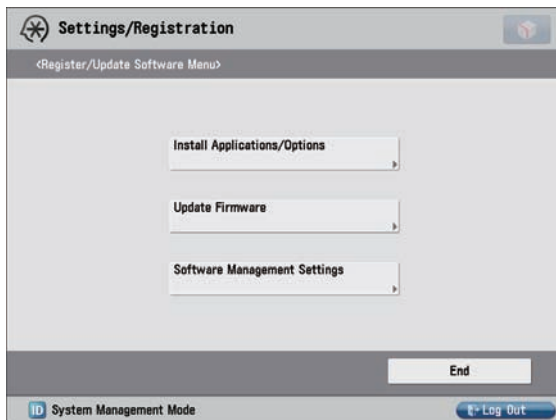 Settings/Registration
<Register/Update Software Menu>
Install Applications/Options
Update Firmware
Software Management Settings
End
ID System Management Mode
Log Out